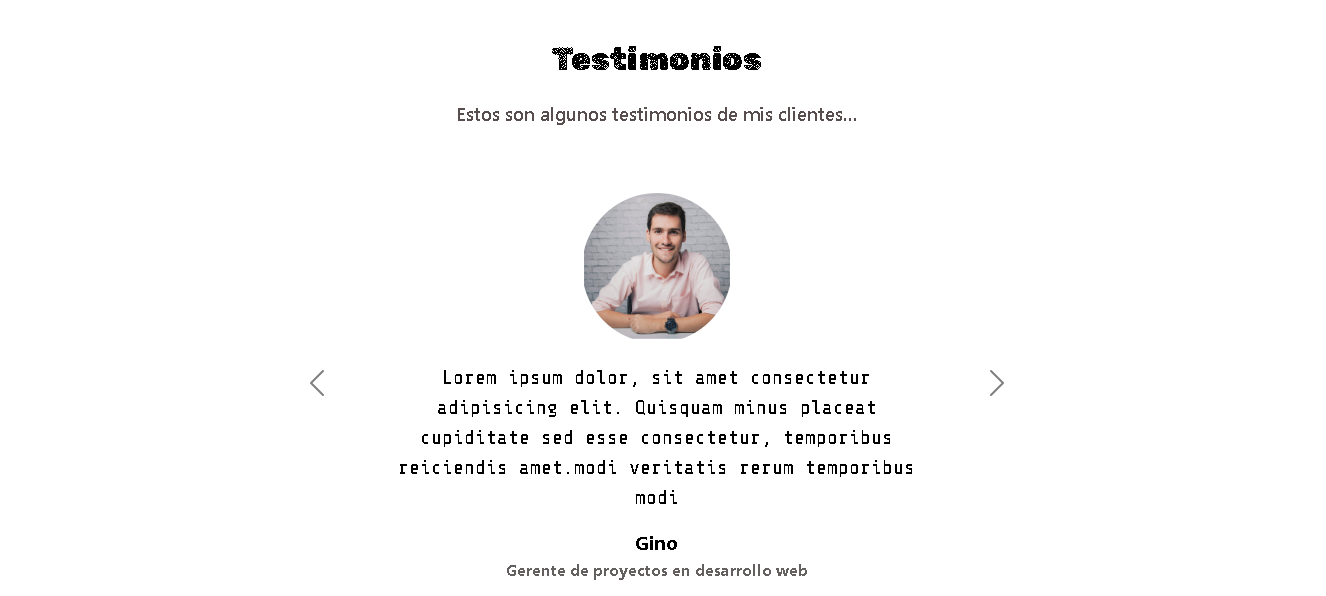 Testimonios
Estos son algunos testimonios de mis clientes...
Lorem ipsum dolor, sit amet consectetur
adipisicing elit. Quisquam minus placeat
cupiditate sed esse consectetur, temporibus
reiciendis amet.modi veritatis rerum temporibus
modi
Gino
Gerente de proyectos en desarrollo web